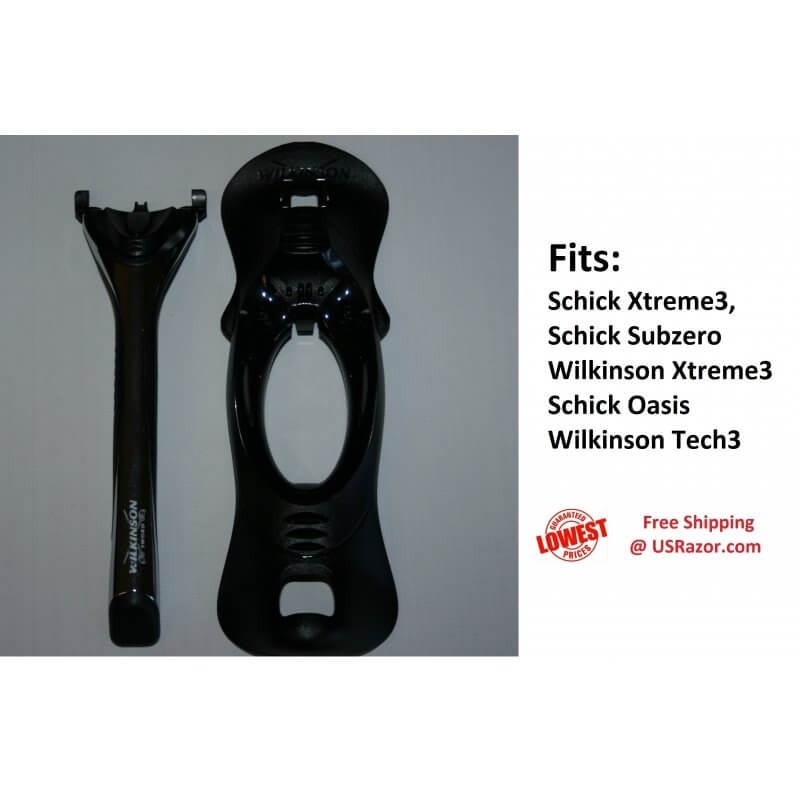 WILKINSON
WILKINSON
SWORD
Fits:
Schick Xtreme3,
Schick Subzero
Wilkinson Xtreme3
Schick Oasis
Wilkinson Tech3
GUARANTEED
LOWEST
PRICES
Free Shipping
@ USRazor.com